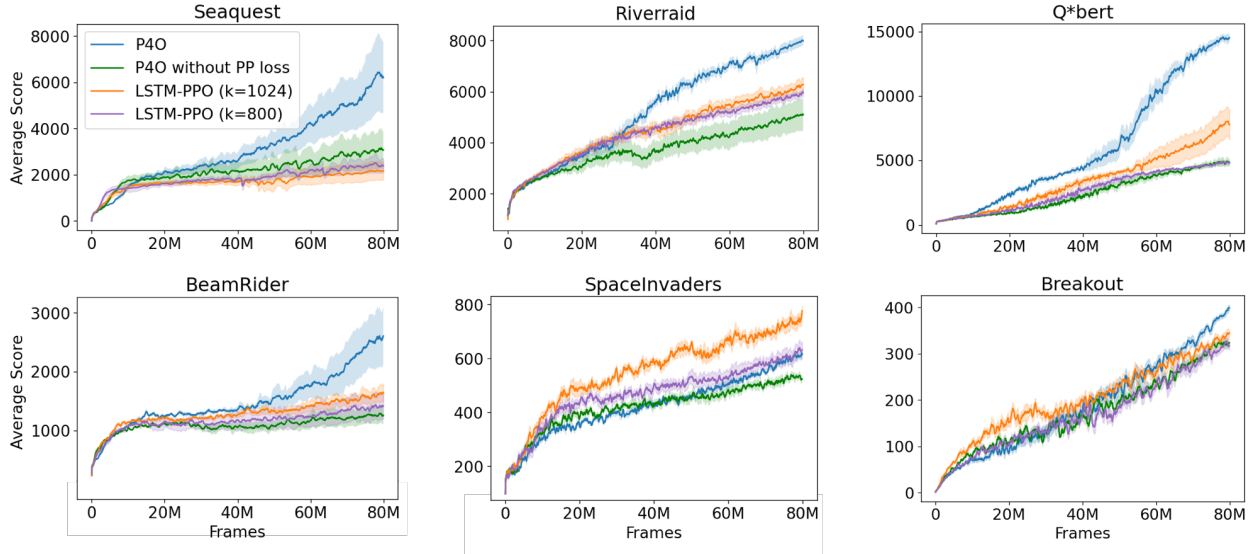 Seaquest
Riverraid
Q*bert
Average Score
8000
6000
4000
2000
0
P4O
P4O without PP loss
LSTM-PPO (k=1024)
LSTM-PPO (k=800)
0 20M 40M 60M 80M
8000
6000
4000
2000
0 20M 40M 60M 80M
15000
10000
5000
0
0 20M 40M 60M 80M
BeamRider
SpaceInvaders
Breakout
Average Score
3000
2000
1000
0 20M 40M 60M 80M
Frames
800
600
400
200
0 20M 40M 60M 80M
Frames
400
300
200
100
0
0 20M 40M 60M 80M
Frames